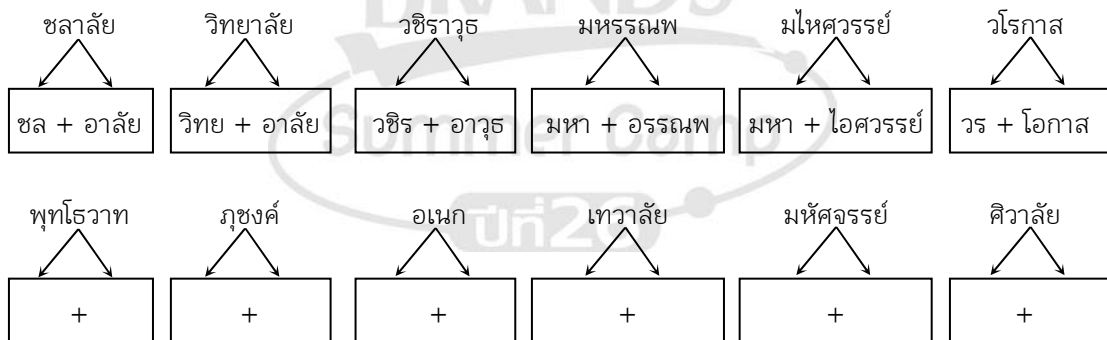 BRANDS
ชลาลัย วิทยาลัย วชิราวุธ มหรรณพ มไหศวรรย์ วโรกาส
ชล + อาลัย วิทย + อาลัย วชิร + อาวุธ มหา + อรรณพ มหา + ไอศวรรย์ วร + โอกาส
Summer Camp
พุทโธวาท ภุชงค์ อเนก เทวาลัย มหัศจรรย์ ศิวาลัย
ปีที่26
+ + + + + +